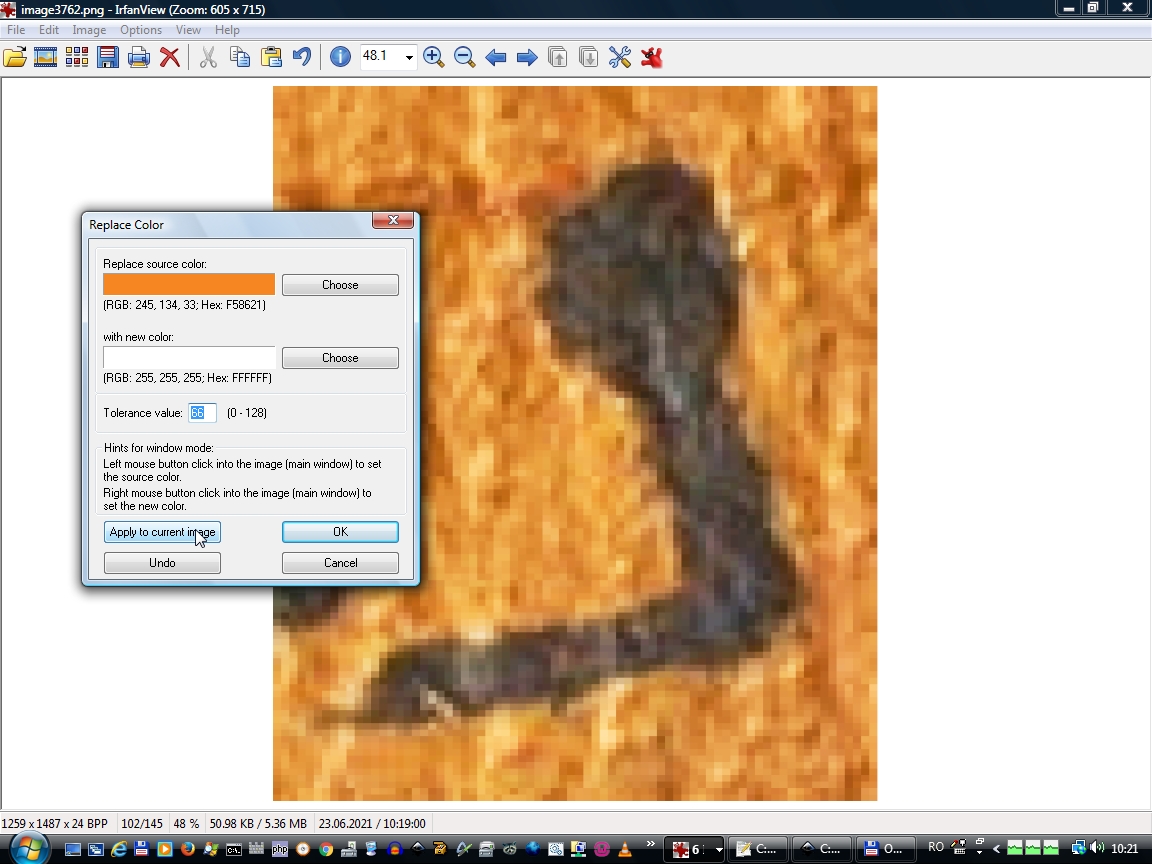 image3762.png - IrfanView (Zoom: 605 x 715)
File Edit Image Options View Help
48.1
Replace Color
Replace source color:
Choose
(RGB: 245, 134, 33; Hex: F58621)
with new color:
Choose
(RGB: 255, 255, 255; Hex: FFFFFF)
Tolerance value: 66 (0 - 128)
Hints for window mode:
Left mouse button click into the image (main window) to set
the source color.
Right mouse button click into the image (main window) to
set the new color.
Apply to current image OK
Undo Cancel
1259 x 1487 x 24 BPP 102/145 48 % 50.98 KB / 5.36 MB 23.06.2021 / 10:19:00
php 6 C:... C:... O... RO 10:21